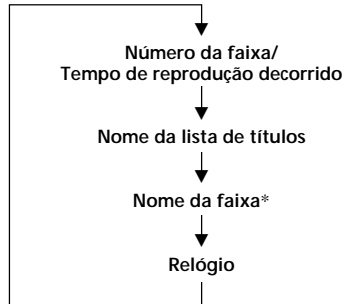 Número da faixa/
Tempo de reprodução decorrido
Nome da lista de títulos
Nome da faixa*
Relógio